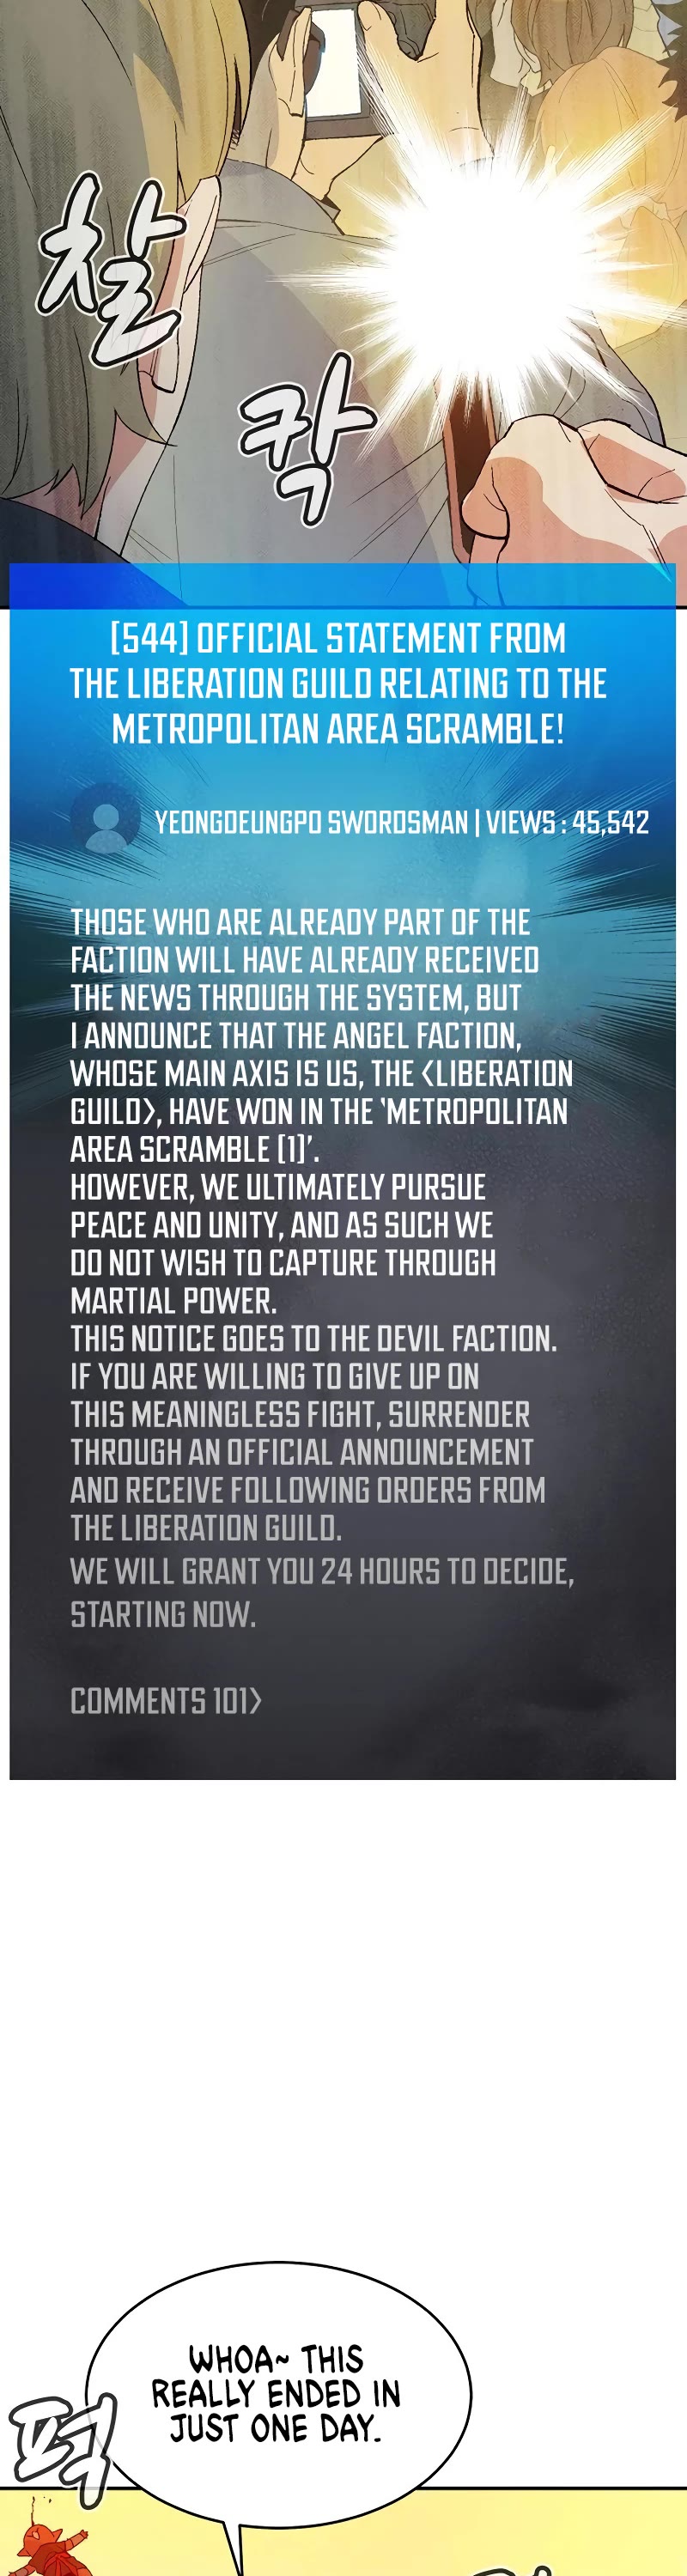 찰
칵
[544] OFFICIAL STATEMENT FROM
THE LIBERATION GUILD RELATING TO THE
METROPOLITAN AREA SCRAMBLE!
YEONGDEUNGPO SWORDSMAN | VIEWS : 45,542
THOSE WHO ARE ALREADY PART OF THE
FACTION WILL HAVE ALREADY RECEIVED
THE NEWS THROUGH THE SYSTEM, BUT
I ANNOUNCE THAT THE ANGEL FACTION,
WHOSE MAIN AXIS IS US, THE <LIBERATION
GUILD>, HAVE WON IN THE 'METROPOLITAN
AREA SCRAMBLE [1]'.
HOWEVER, WE ULTIMATELY PURSUE
PEACE AND UNITY, AND AS SUCH WE
DO NOT WISH TO CAPTURE THROUGH
MARTIAL POWER.
THIS NOTICE GOES TO THE DEVIL FACTION.
IF YOU ARE WILLING TO GIVE UP ON
THIS MEANINGLESS FIGHT, SURRENDER
THROUGH AN OFFICIAL ANNOUNCEMENT
AND RECEIVE FOLLOWING ORDERS FROM
THE LIBERATION GUILD.
WE WILL GRANT YOU 24 HOURS TO DECIDE,
STARTING NOW.
COMMENTS 101>
WHOA~ THIS
REALLY ENDED IN
JUST ONE DAY.
퍽